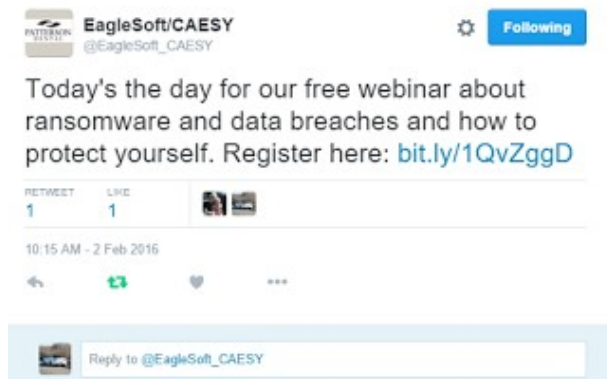 PATTERSON
DENTAL
EagleSoft/CAESY
@EagleSoft_CAESY
Following
Today's the day for our free webinar about
ransomware and data breaches and how to
protect yourself. Register here: bit.ly/1QvZggD
RETWEET LIKE
1 1
10:15 AM - 2 Feb 2016
Reply to @EagleSoft_CAESY